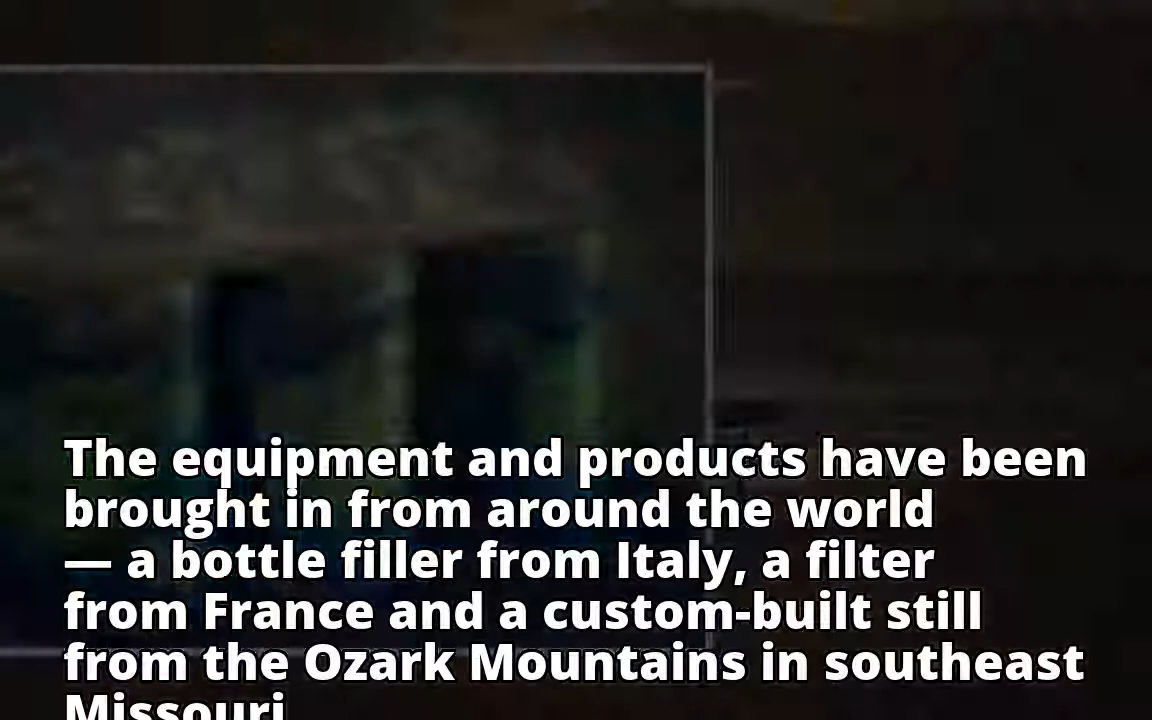 The equipment and products have been
brought in from around the world
— a bottle filler from Italy, a filter
from France and a custom-built still
from the Ozark Mountains in southeast
Missouri